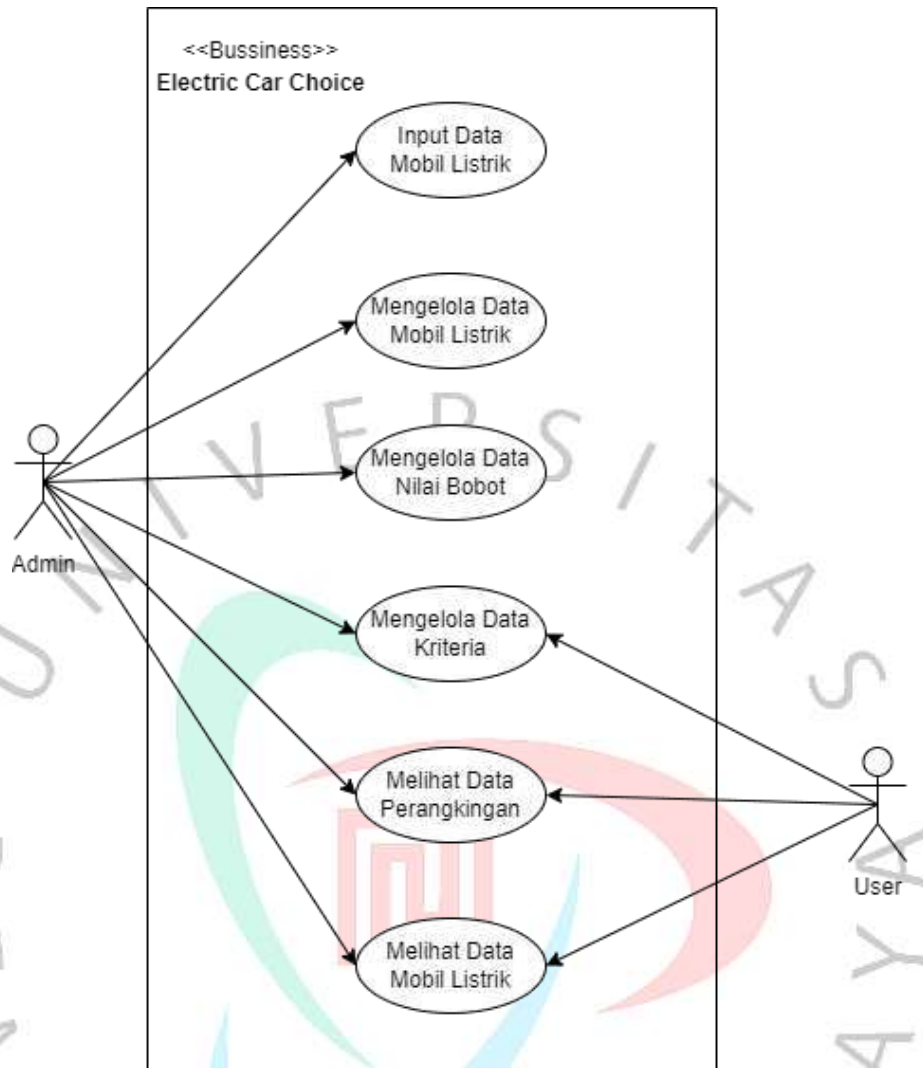 <<Bussiness>>
Electric Car Choice
Input Data
Mobil Listrik
Mengelola Data
Mobil Listrik
Mengelola Data
Nilai Bobot
Mengelola Data
Kriteria
Melihat Data
Perangkingan
Melihat Data
Mobil Listrik
Admin
User
UNIVERSITAS